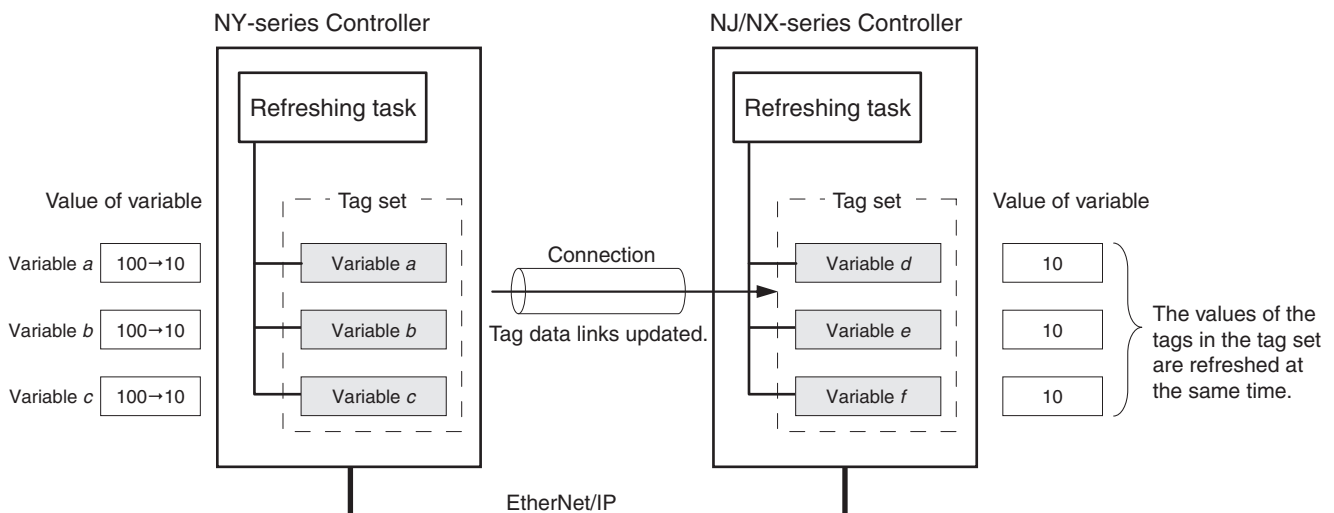 NY-series Controller
NJ/NX-series Controller
Refreshing task
Refreshing task
Value of variable
Tag set
Tag set
Value of variable
Variable a
100→10
Variable a
Connection
Variable d
10
Variable b
100→10
Variable b
Tag data links updated.
Variable e
10
Variable c
100→10
Variable c
Variable f
10
The values of the
tags in the tag set
are refreshed at
the same time.
EtherNet/IP